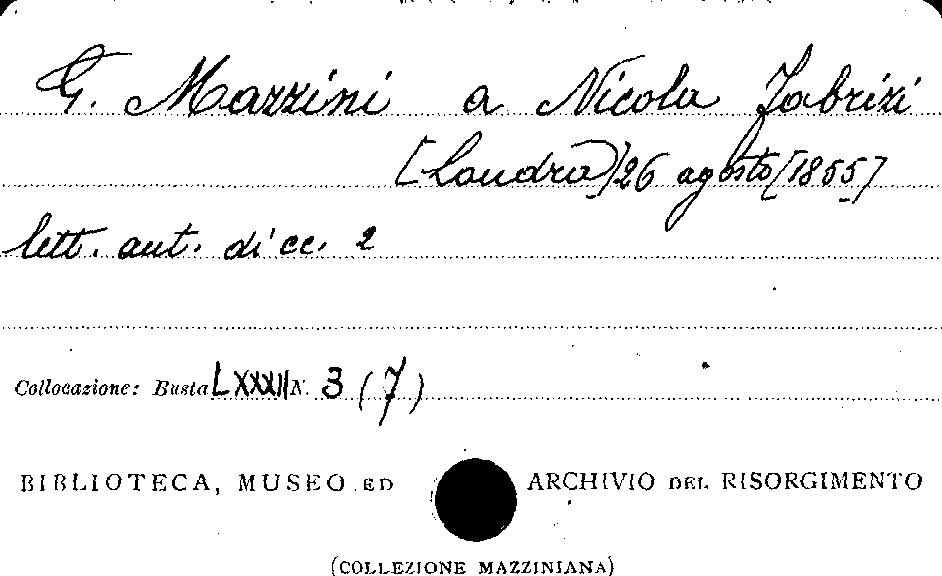 G. Mazzini a Nicola Fabrizi
[Londra] 26 agosto [1855]
lett. aut. di cc. 2
Collocazione: Busta LXXXII N. 3 (7)
BIBLIOTECA, MUSEO ED ARCHIVIO DEL RISORGIMENTO
(COLLEZIONE MAZZINIANA)